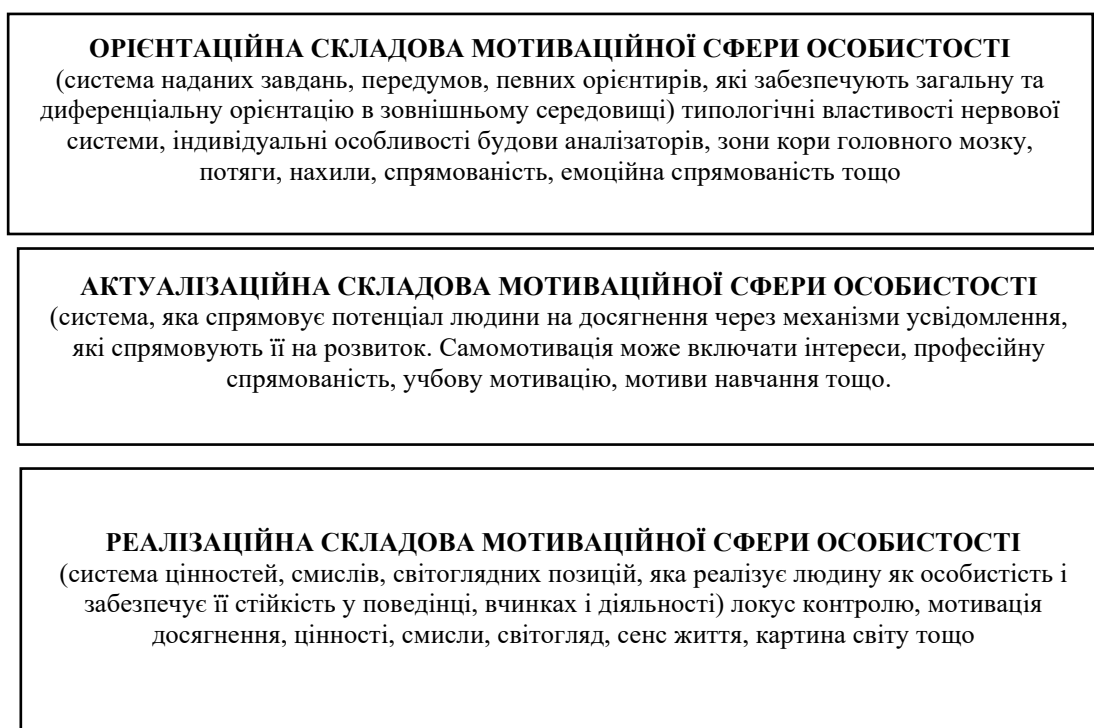 ОРІЄНТАЦІЙНА СКЛАДОВА МОТИВАЦІЙНОЇ СФЕРИ ОСОБИСТОСТІ
(система наданих завдань, передумов, певних орієнтирів, які забезпечують загальну та
диференціальну орієнтацію в зовнішньому середовищі) типологічні властивості нервової
системи, індивідуальні особливості будови аналізаторів, зони кори головного мозку,
потяги, нахили, спрямованість, емоційна спрямованість тощо
АКТУАЛІЗАЦІЙНА СКЛАДОВА МОТИВАЦІЙНОЇ СФЕРИ ОСОБИСТОСТІ
(система, яка спрямовує потенціал людини на досягнення через механізми усвідомлення,
які спрямовують її на розвиток. Самомотивація може включати інтереси, професійну
спрямованість, учбову мотивацію, мотиви навчання тощо.
РЕАЛІЗАЦІЙНА СКЛАДОВА МОТИВАЦІЙНОЇ СФЕРИ ОСОБИСТОСТІ
(система цінностей, смислів, світоглядних позицій, яка реалізує людину як особистість і
забезпечує її стійкість у поведінці, вчинках і діяльності) локус контролю, мотивація
досягнення, цінності, смисли, світогляд, сенс життя, картина світу тощо